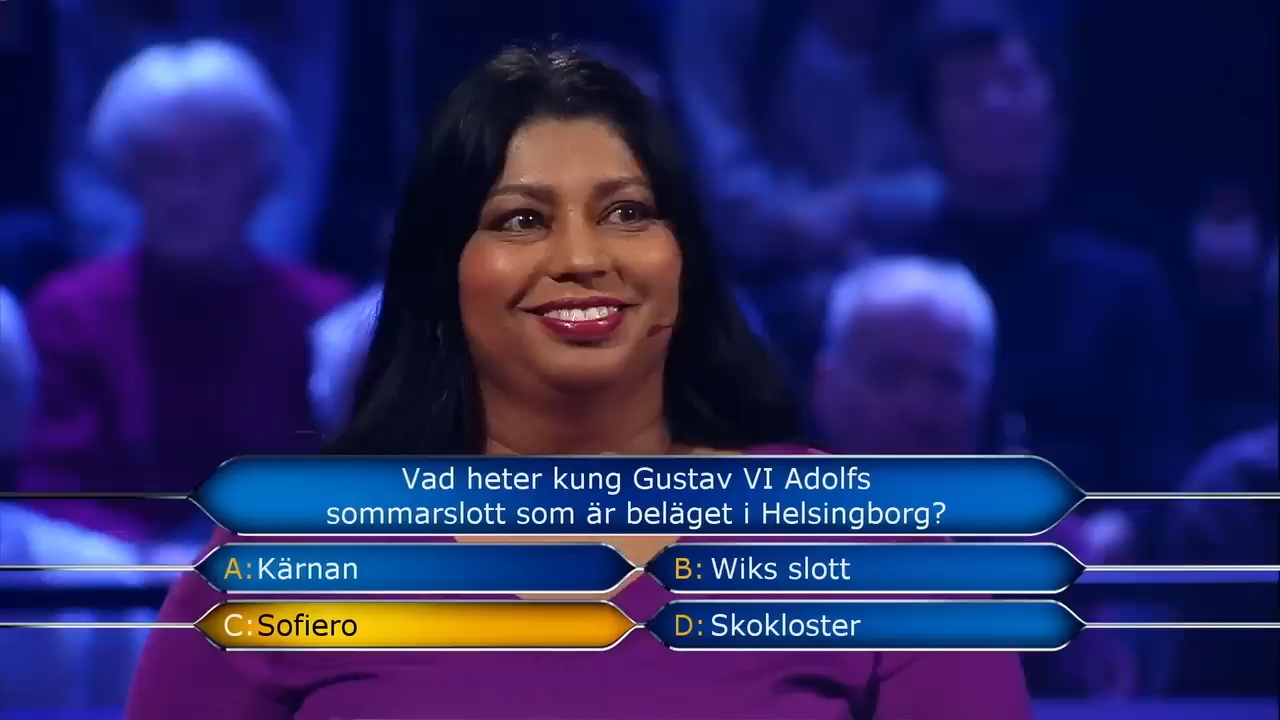 Vad heter kung Gustav VI Adolfs
sommarslott som är beläget i Helsingborg?
A: Kärnan
B: Wiks slott
C: Sofiero
D: Skokloster